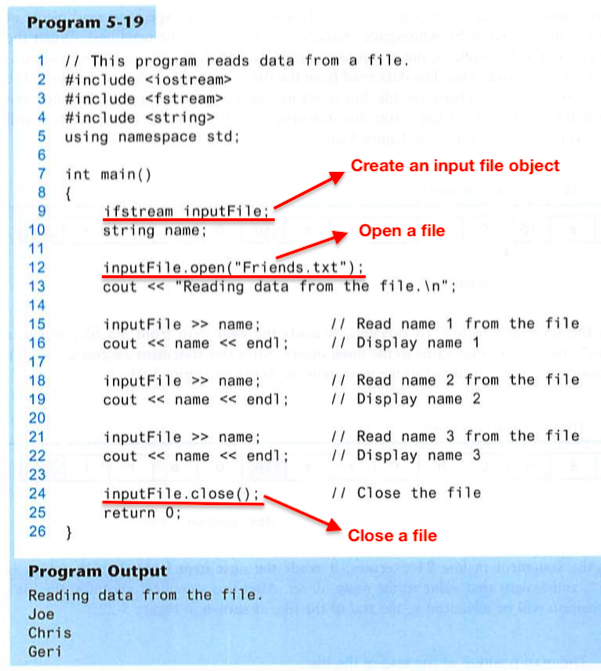 Program 5-19
1 // This program reads data from a file.
2 #include <iostream>
3 #include <fstream>
4 #include <string>
5 using namespace std;
6
7 int main()
Create an input file object
8 {
9 ifstream inputFile;
10 string name;
Open a file
11
12 inputFile.open("Friends.txt");
13 cout << "Reading data from the file.\n";
14
15 inputFile >> name; // Read name 1 from the file
16 cout << name << endl; // Display name 1
17
18 inputFile >> name; // Read name 2 from the file
19 cout << name << endl; // Display name 2
20
21 inputFile >> name; // Read name 3 from the file
22 cout << name << endl; // Display name 3
23
24 inputFile.close(); // Close the file
25 return 0;
26 }
Close a file
Program Output
Reading data from the file.
Joe
Chris
Geri